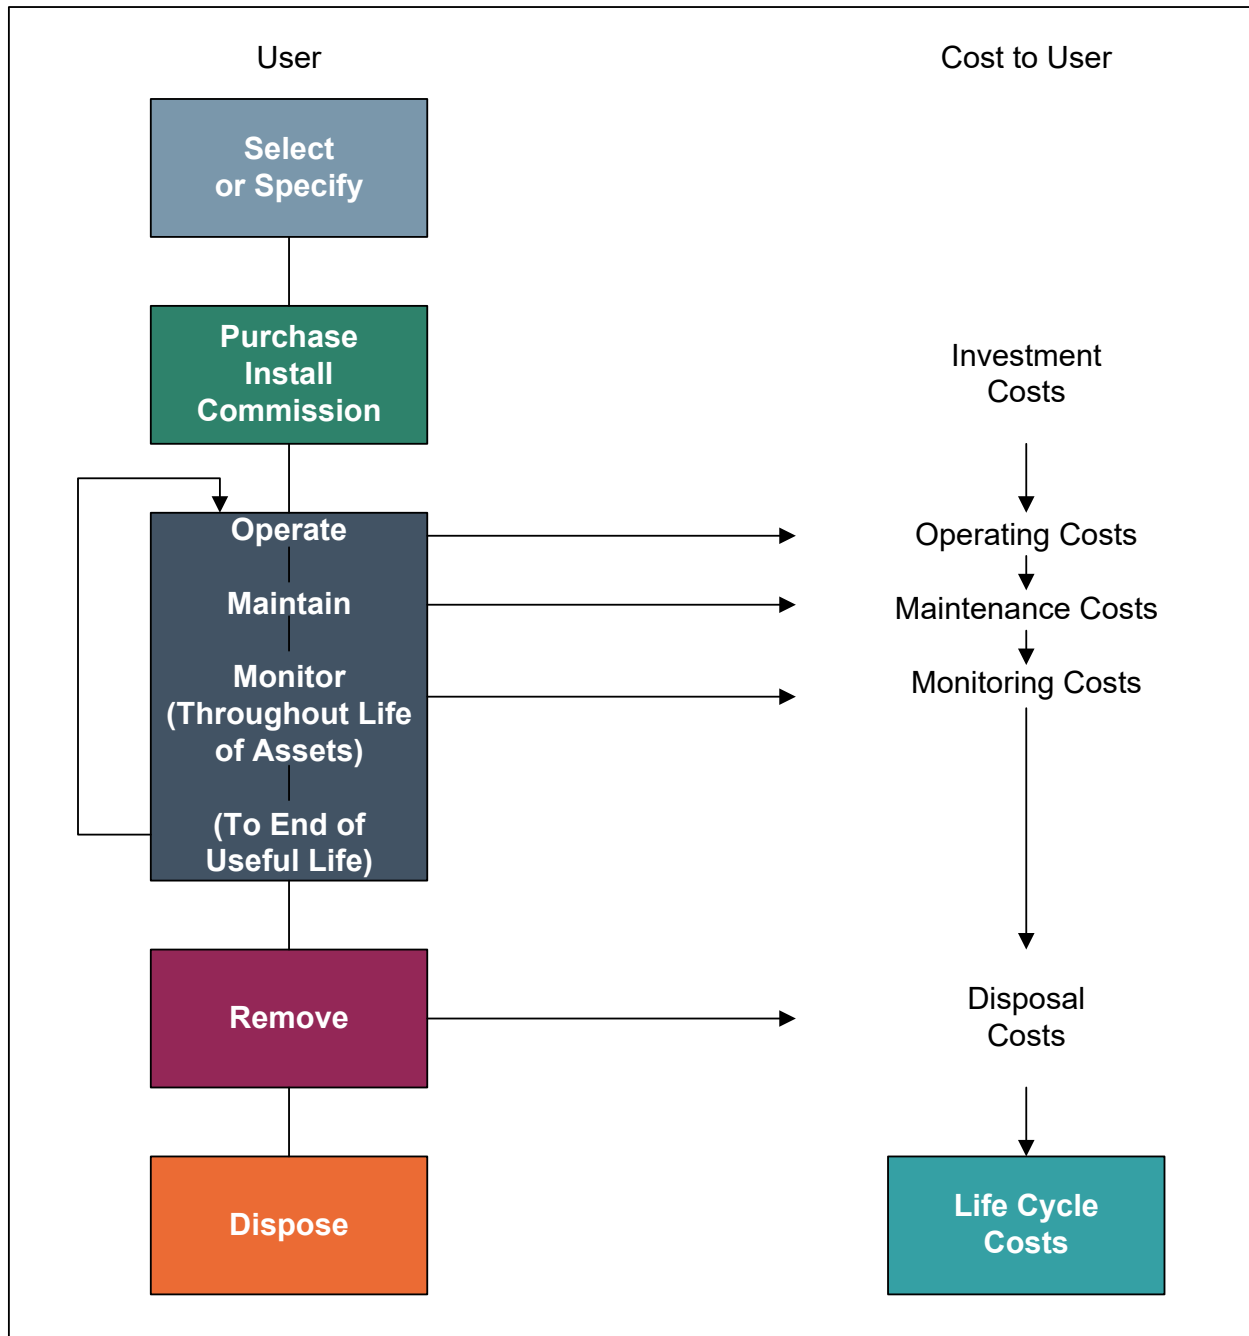 User
Cost to User
Select
or Specify
Purchase
Install
Commission
Investment
Costs
Operate
Operating Costs
Maintain
Maintenance Costs
Monitor
(Throughout Life
of Assets)
Monitoring Costs
(To End of
Useful Life)
Remove
Disposal
Costs
Dispose
Life Cycle
Costs